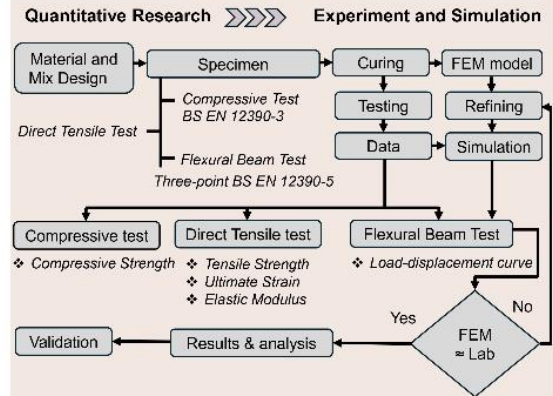 Quantitative Research
Experiment and Simulation
Material and
Mix Design
Specimen
Curing
FEM model
Compressive Test
BS EN 12390-3
Testing
Refining
Direct Tensile Test
Data
Simulation
Flexural Beam Test
Three-point BS EN 12390-5
Compressive test
Direct Tensile test
Flexural Beam Test
❖ Compressive Strength
❖ Tensile Strength
❖ Ultimate Strain
❖ Elastic Modulus
❖ Load-displacement curve
Yes
No
FEM
≈ Lab
Validation
Results & analysis